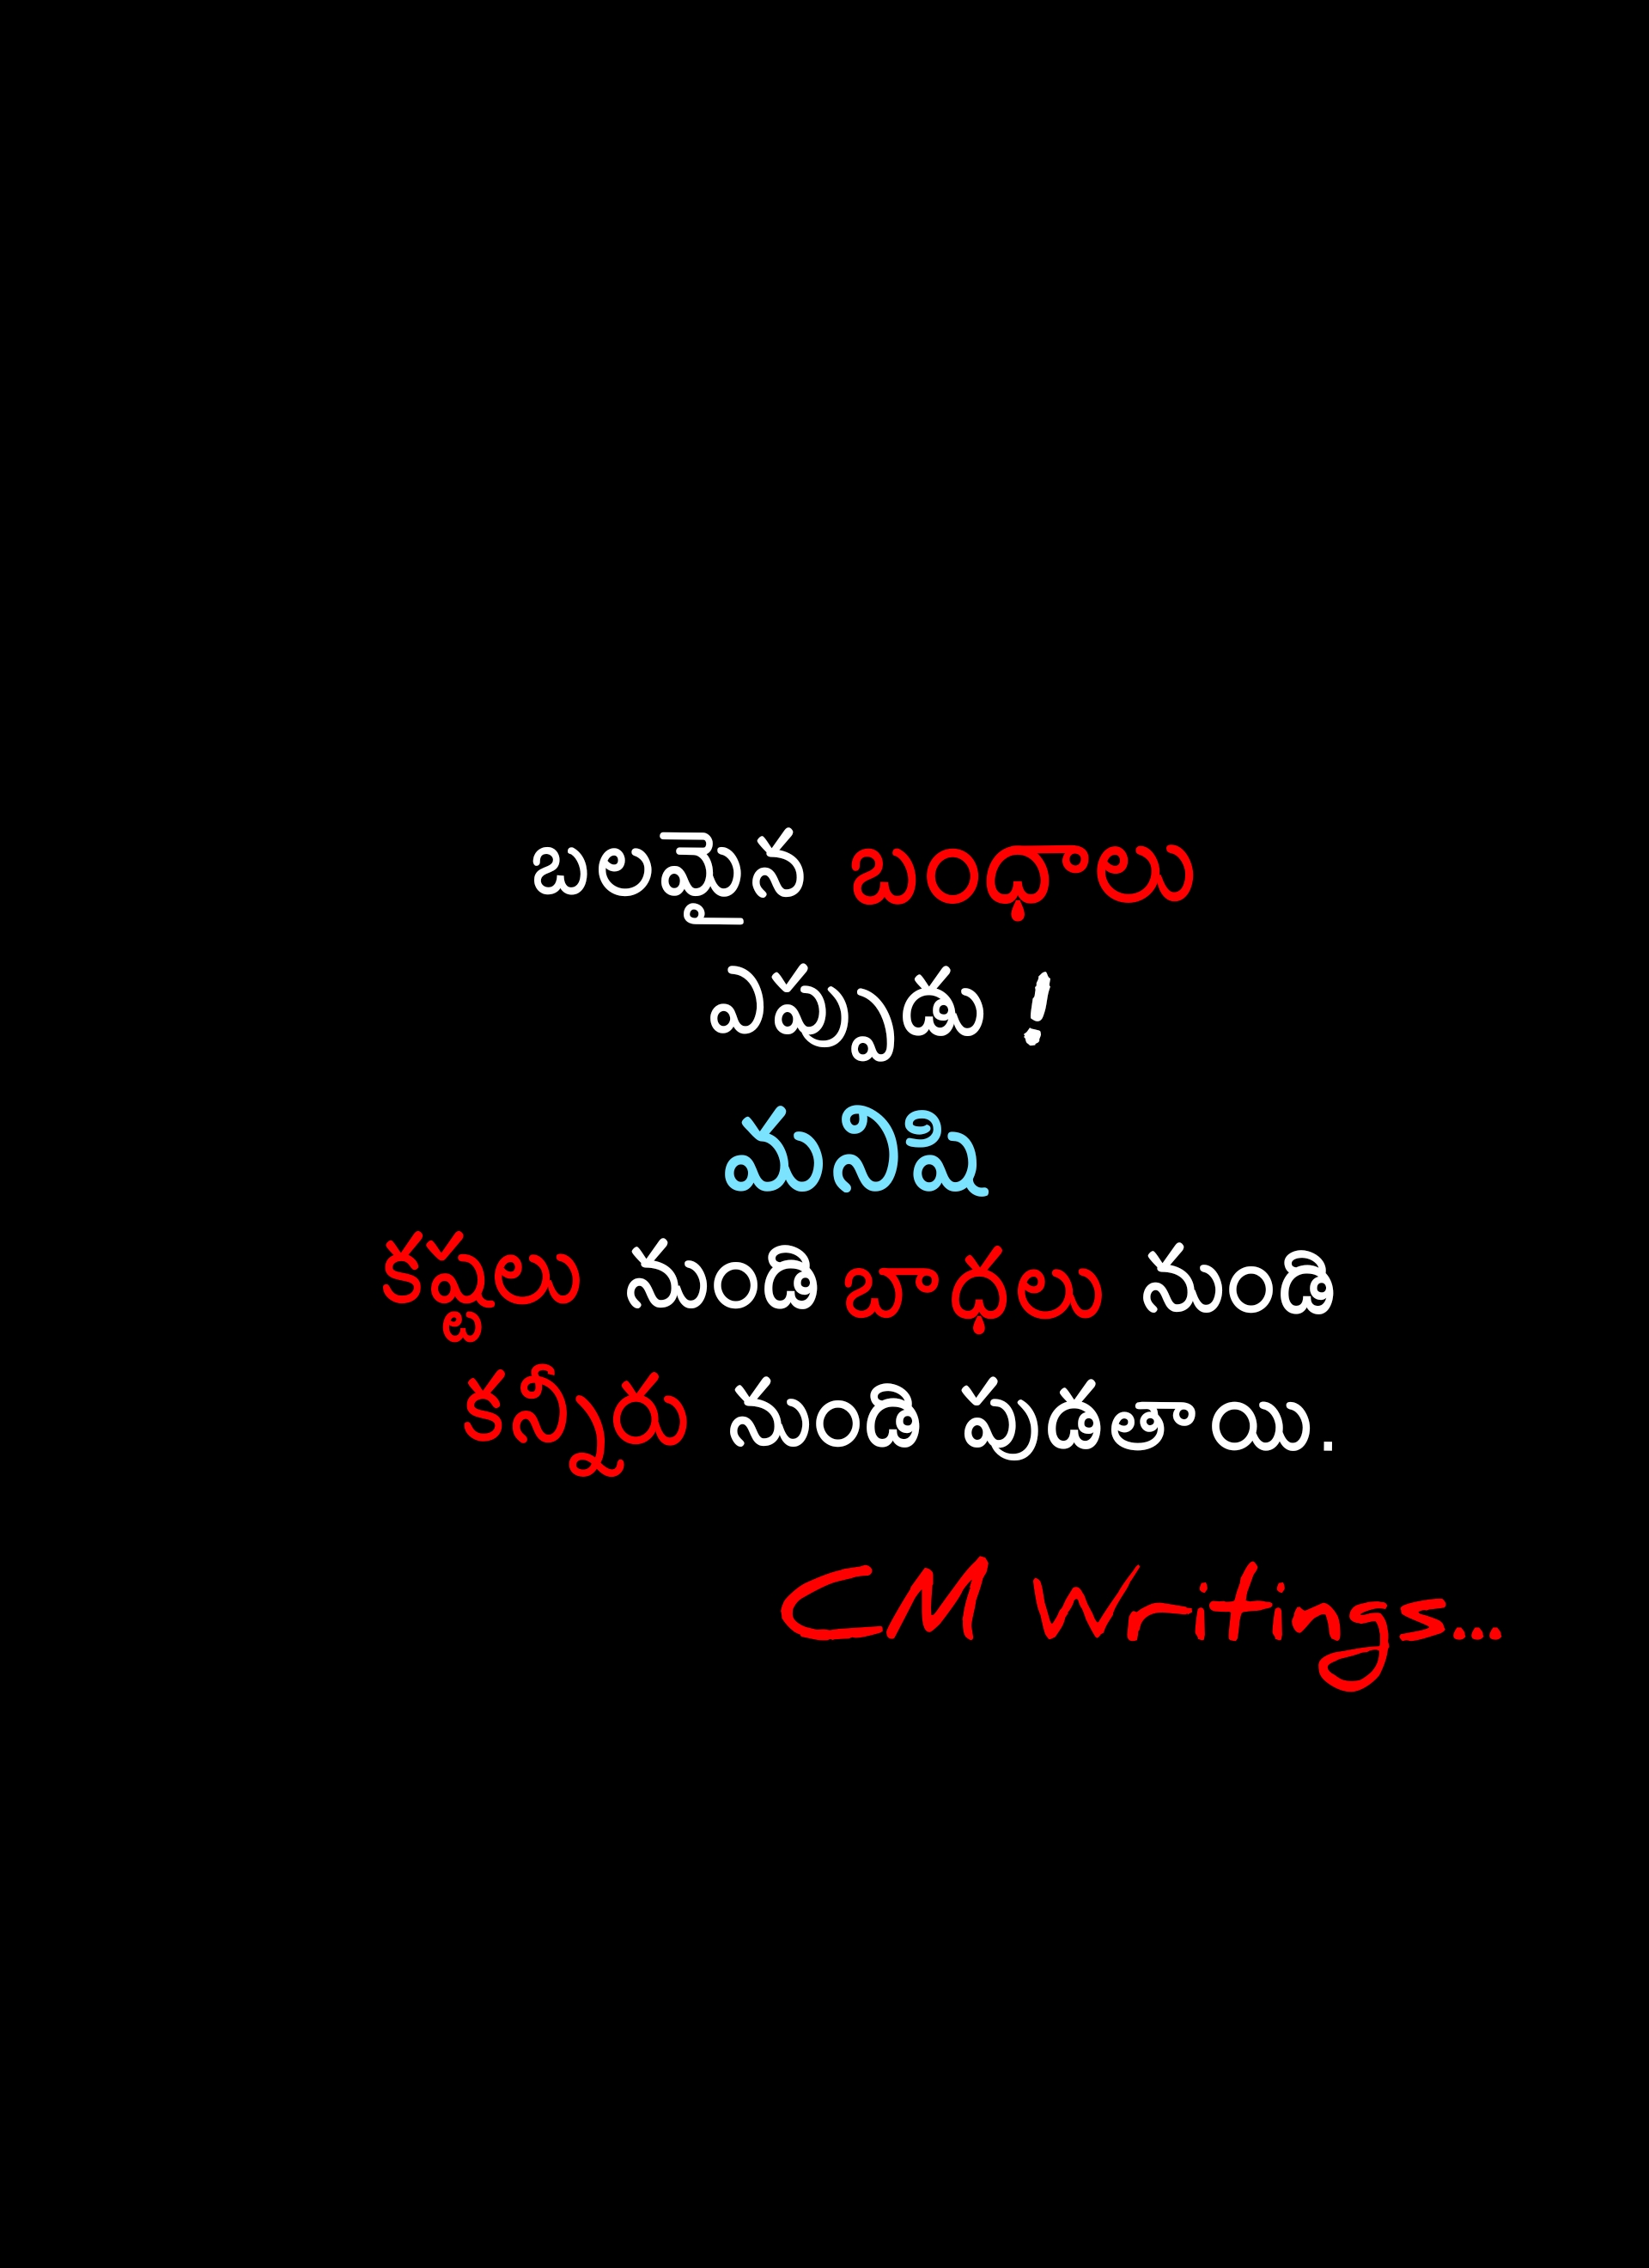 బలమైన బంధాలు
ఎప్పుడు !
మనిషి
కష్టలు నుండి బాధలు నుండి
కన్నీరు నుండి పుడతాయి.
CM Writings...